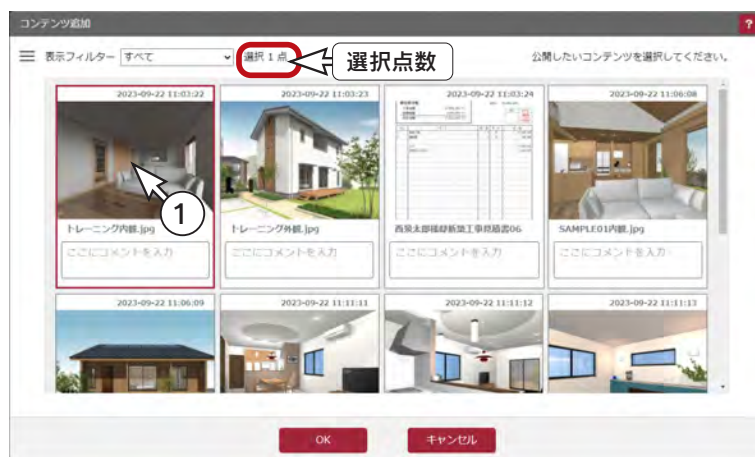 コンテンツ追加
?
表示フィルター すべて 選択 1 点 選択点数 公開したいコンテンツを選択してください。
2023-09-22 11:03:22 2023-09-22 11:03:23 2023-09-22 11:03:24 2023-09-22 11:06:08
1
トレーニング内観.jpg トレーニング外観.jpg 西泉太郎様邸新築工事見積書06 SAMPLE01内観.jpg
ここにコメントを入力 ここにコメントを入力 ここにコメントを入力 ここにコメントを入力
2023-09-22 11:06:09 2023-09-22 11:11:11 2023-09-22 11:11:12 2023-09-22 11:11:13
OK キャンセル